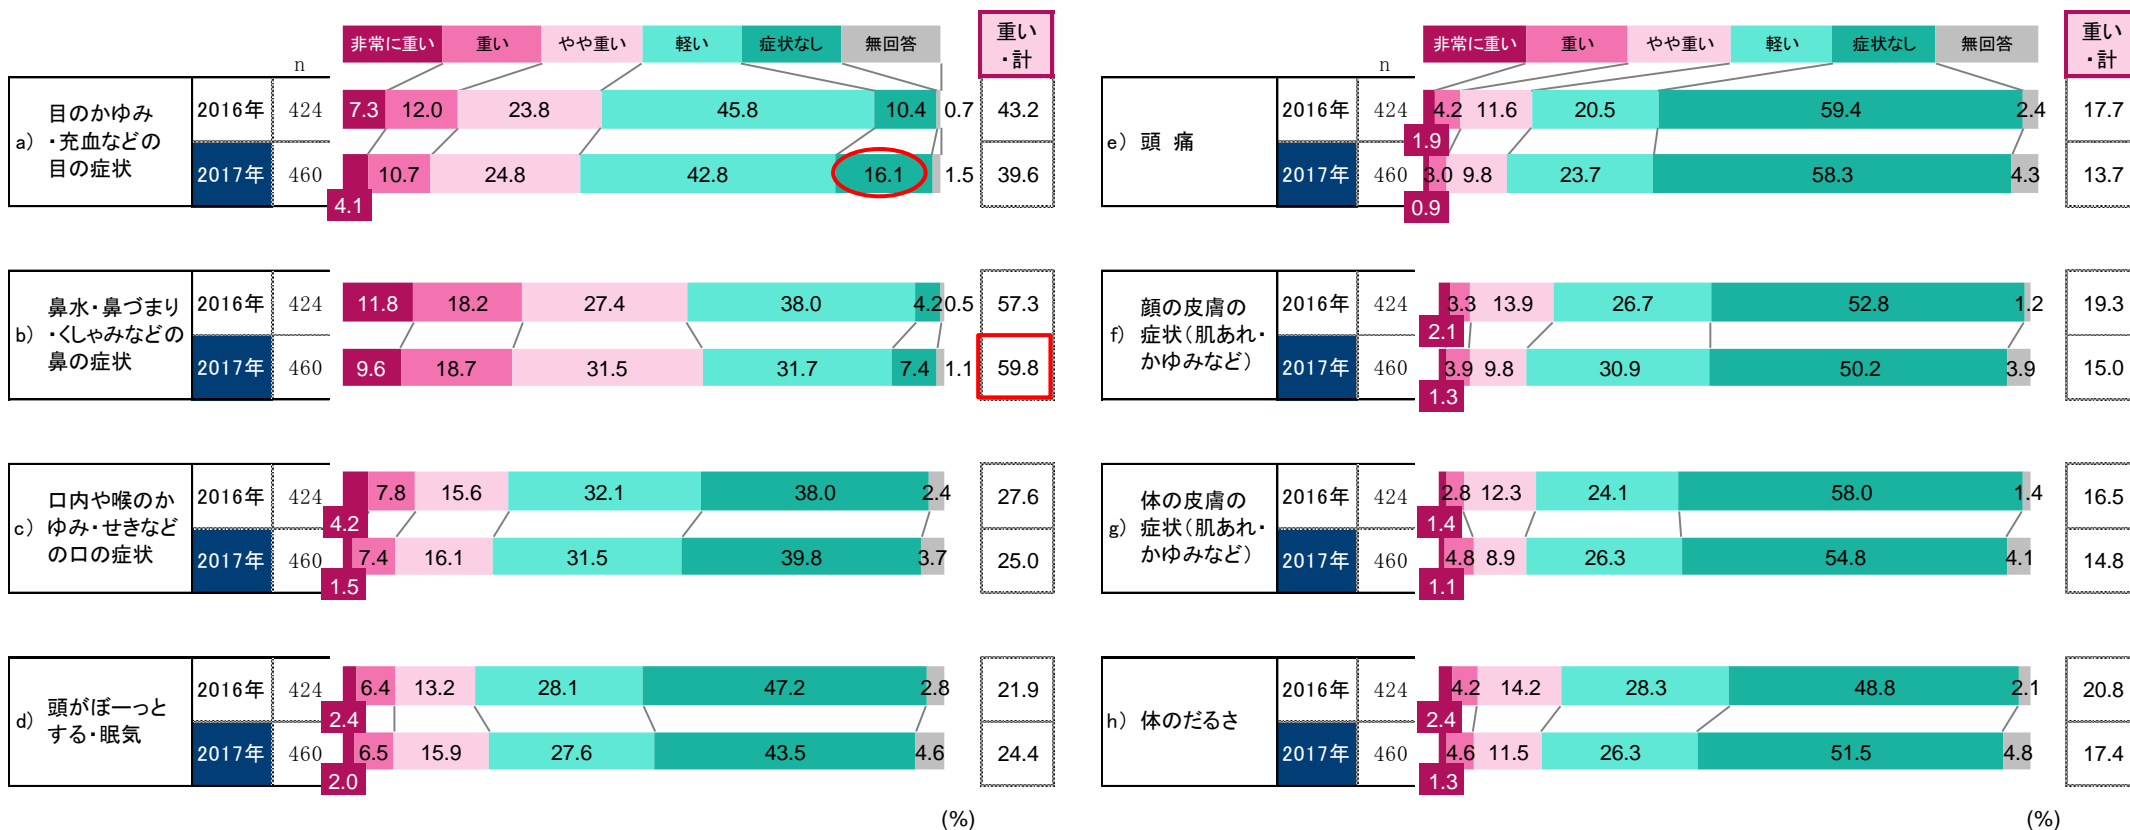 非常に重い 重い やや重い 軽い 症状なし 無回答 重い
・計
n
a) 目のかゆみ
・充血などの
目の症状
2016年 424 7.3 12.0 23.8 45.8 10.4 0.7 43.2
2017年 460 4.1 10.7 24.8 42.8 16.1 1.5 39.6
b) 鼻水・鼻づまり
・くしゃみなどの
鼻の症状
2016年 424 11.8 18.2 27.4 38.0 4.2 0.5 57.3
2017年 460 9.6 18.7 31.5 31.7 7.4 1.1 59.8
c) 口内や喉のか
ゆみ・せきなど
の口の症状
2016年 424 4.2 7.8 15.6 32.1 38.0 2.4 27.6
2017年 460 1.5 7.4 16.1 31.5 39.8 3.7 25.0
d) 頭がぼーっと
する・眠気
2016年 424 2.4 6.4 13.2 28.1 47.2 2.8 21.9
2017年 460 2.0 6.5 15.9 27.6 43.5 4.6 24.4
(%)
非常に重い 重い やや重い 軽い 症状なし 無回答 重い
・計
n
e) 頭 痛
2016年 424 1.9 4.2 11.6 20.5 59.4 2.4 17.7
2017年 460 0.9 3.0 9.8 23.7 58.3 4.3 13.7
f) 顔の皮膚の
症状(肌あれ・
かゆみなど)
2016年 424 2.1 3.3 13.9 26.7 52.8 1.2 19.3
2017年 460 1.3 3.9 9.8 30.9 50.2 3.9 15.0
g) 体の皮膚の
症状(肌あれ・
かゆみなど)
2016年 424 1.4 2.8 12.3 24.1 58.0 1.4 16.5
2017年 460 1.1 4.8 8.9 26.3 54.8 4.1 14.8
h) 体のだるさ
2016年 424 2.4 4.2 14.2 28.3 48.8 2.1 20.8
2017年 460 1.3 4.6 11.5 26.3 51.5 4.8 17.4
(%)